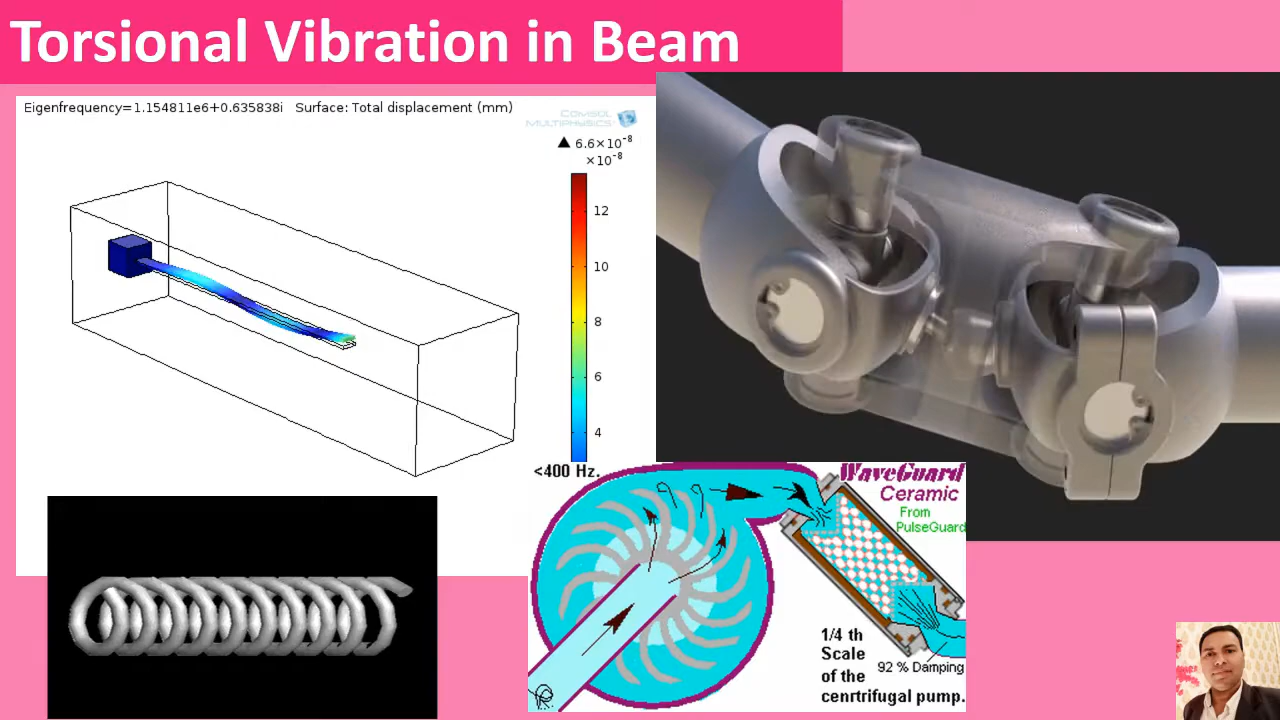 Torsional Vibration in Beam
Eigenfrequency=1.154811e6+0.635838i Surface: Total displacement (mm)
COMSOL
MULTIPHYSICS
▲ 6.6×10⁻⁸
×10⁻⁸
12
10
8
6
4
<400 Hz.
WaveGuard
Ceramic
From
PulseGuard
1/4 th
Scale
of the
cenrtrifugal pump.
92 % Damping